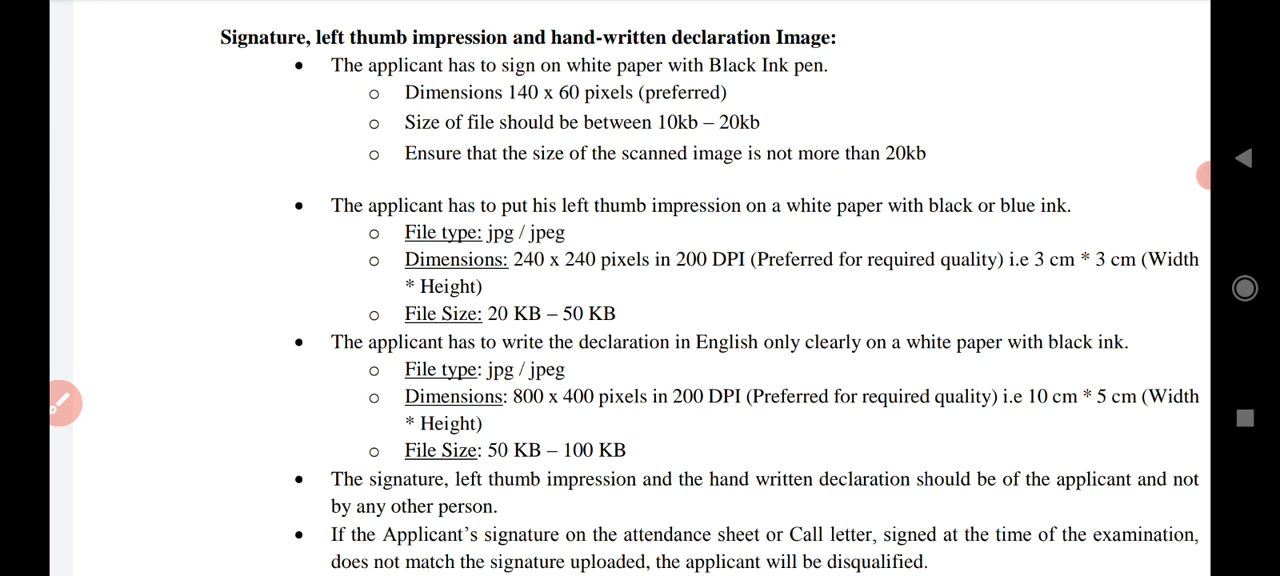 Signature, left thumb impression and hand-written declaration Image:
• The applicant has to sign on white paper with Black Ink pen.
o Dimensions 140 x 60 pixels (preferred)
o Size of file should be between 10kb – 20kb
o Ensure that the size of the scanned image is not more than 20kb
• The applicant has to put his left thumb impression on a white paper with black or blue ink.
o File type: jpg / jpeg
o Dimensions: 240 x 240 pixels in 200 DPI (Preferred for required quality) i.e 3 cm * 3 cm (Width
* Height)
o File Size: 20 KB – 50 KB
• The applicant has to write the declaration in English only clearly on a white paper with black ink.
o File type: jpg / jpeg
o Dimensions: 800 x 400 pixels in 200 DPI (Preferred for required quality) i.e 10 cm * 5 cm (Width
* Height)
o File Size: 50 KB – 100 KB
• The signature, left thumb impression and the hand written declaration should be of the applicant and not
by any other person.
• If the Applicant’s signature on the attendance sheet or Call letter, signed at the time of the examination,
does not match the signature uploaded, the applicant will be disqualified.